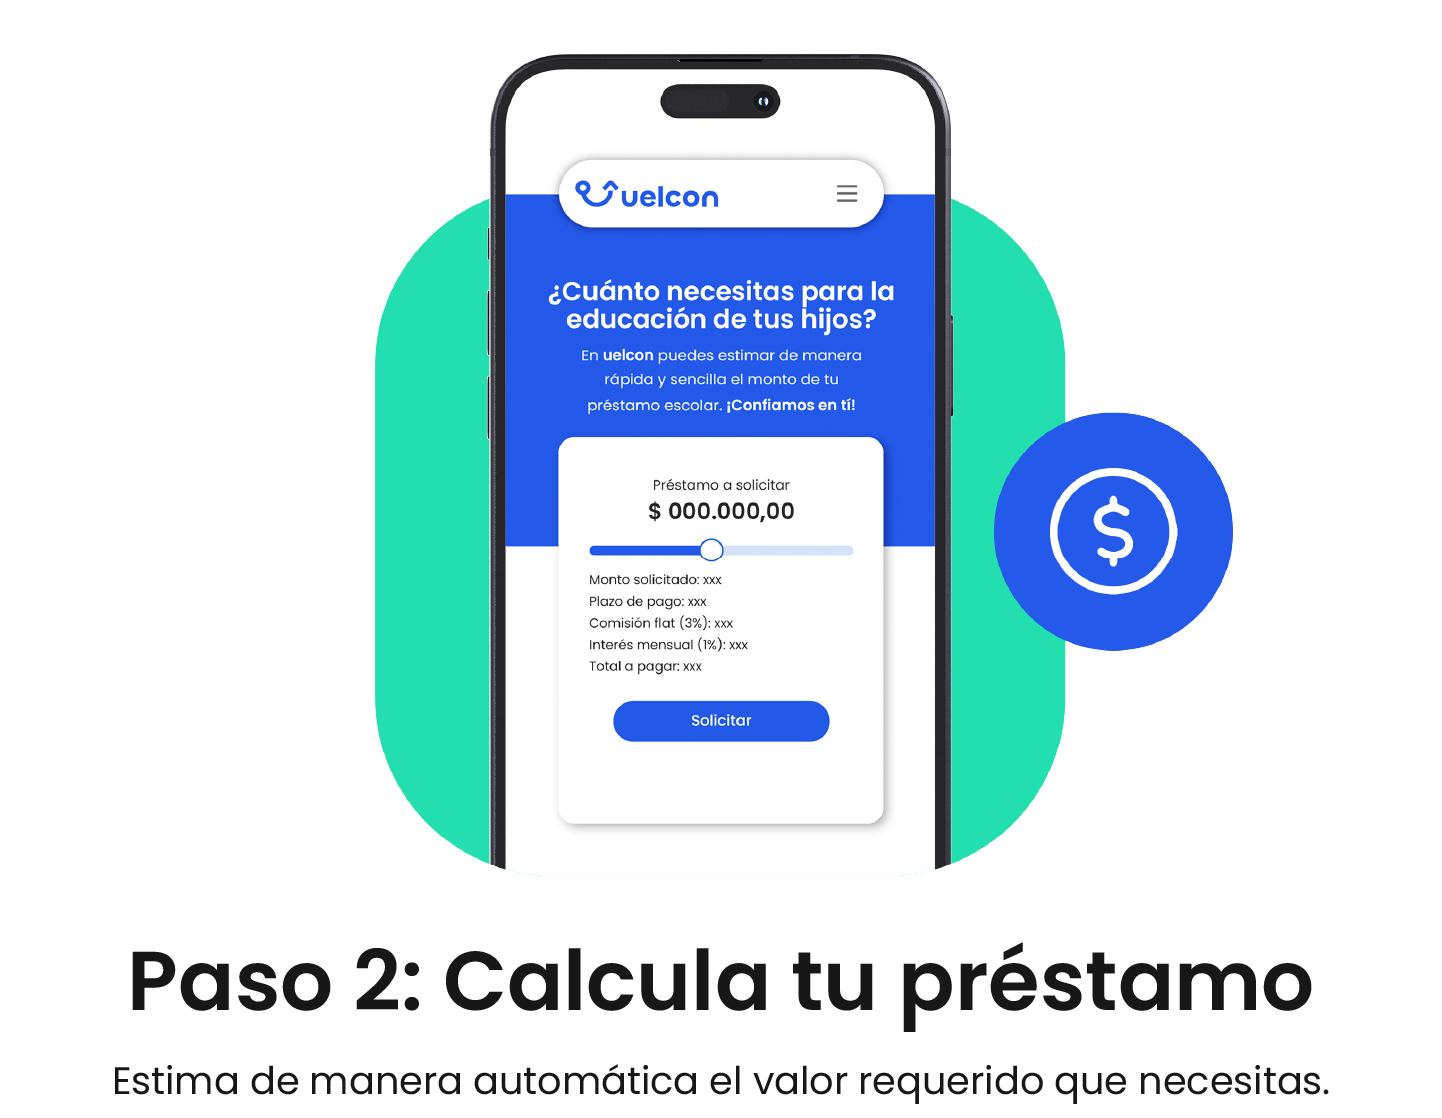 uelcon
¿Cuánto necesitas para la
educación de tus hijos?
En uelcon puedes estimar de manera
rápida y sencilla el monto de tu
préstamo escolar. ¡Confiamos en tí!
Préstamo a solicitar
$ 000.000,00
Monto solicitado: xxx
Plazo de pago: xxx
Comisión flat (3%): xxx
Interés mensual (1%): xxx
Total a pagar: xxx
Solicitar
$
Paso 2: Calcula tu préstamo
Estima de manera automática el valor requerido que necesitas.